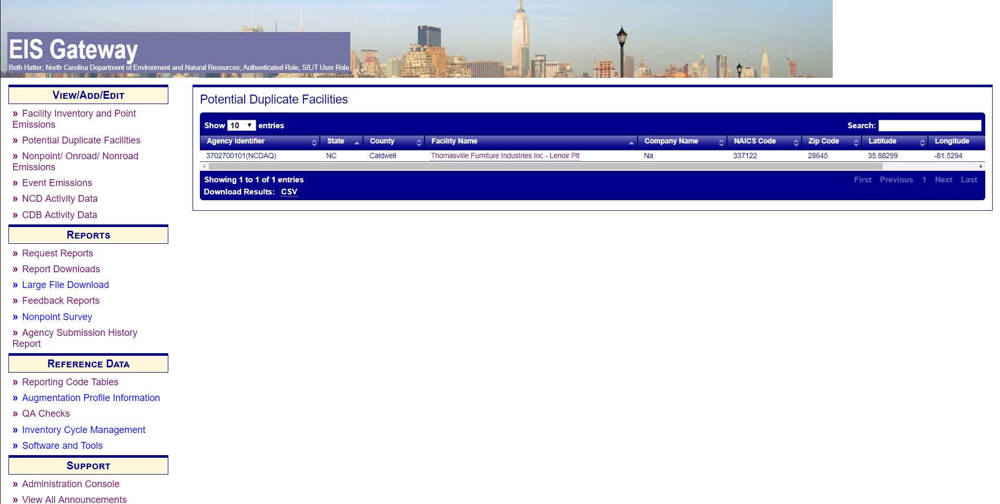 EIS Gateway
Beth Hatter; North Carolina Department of Environment and Natural Resources; Authenticated Role, S/L/T User Role
VIEW/ADD/EDIT
» Facility Inventory and Point
Emissions
» Potential Duplicate Facilities
» Nonpoint/ Onroad/ Nonroad
Emissions
» Event Emissions
» NCD Activity Data
» CDB Activity Data
REPORTS
» Request Reports
» Report Downloads
» Large File Download
» Feedback Reports
» Nonpoint Survey
» Agency Submission History
Report
REFERENCE DATA
» Reporting Code Tables
» Augmentation Profile Information
» QA Checks
» Inventory Cycle Management
» Software and Tools
SUPPORT
» Administration Console
» View All Announcements
Potential Duplicate Facilities
Show 10 entries Search:
Agency Identifier State County Facility Name Company Name NAICS Code Zip Code Latitude Longitude
3702700101(NCDAQ) NC Caldwell Thomasville Furniture Industries Inc - Lenoir Plt Na 337122 28645 35.88299 -81.5294
Showing 1 to 1 of 1 entries First Previous 1 Next Last
Download Results: CSV